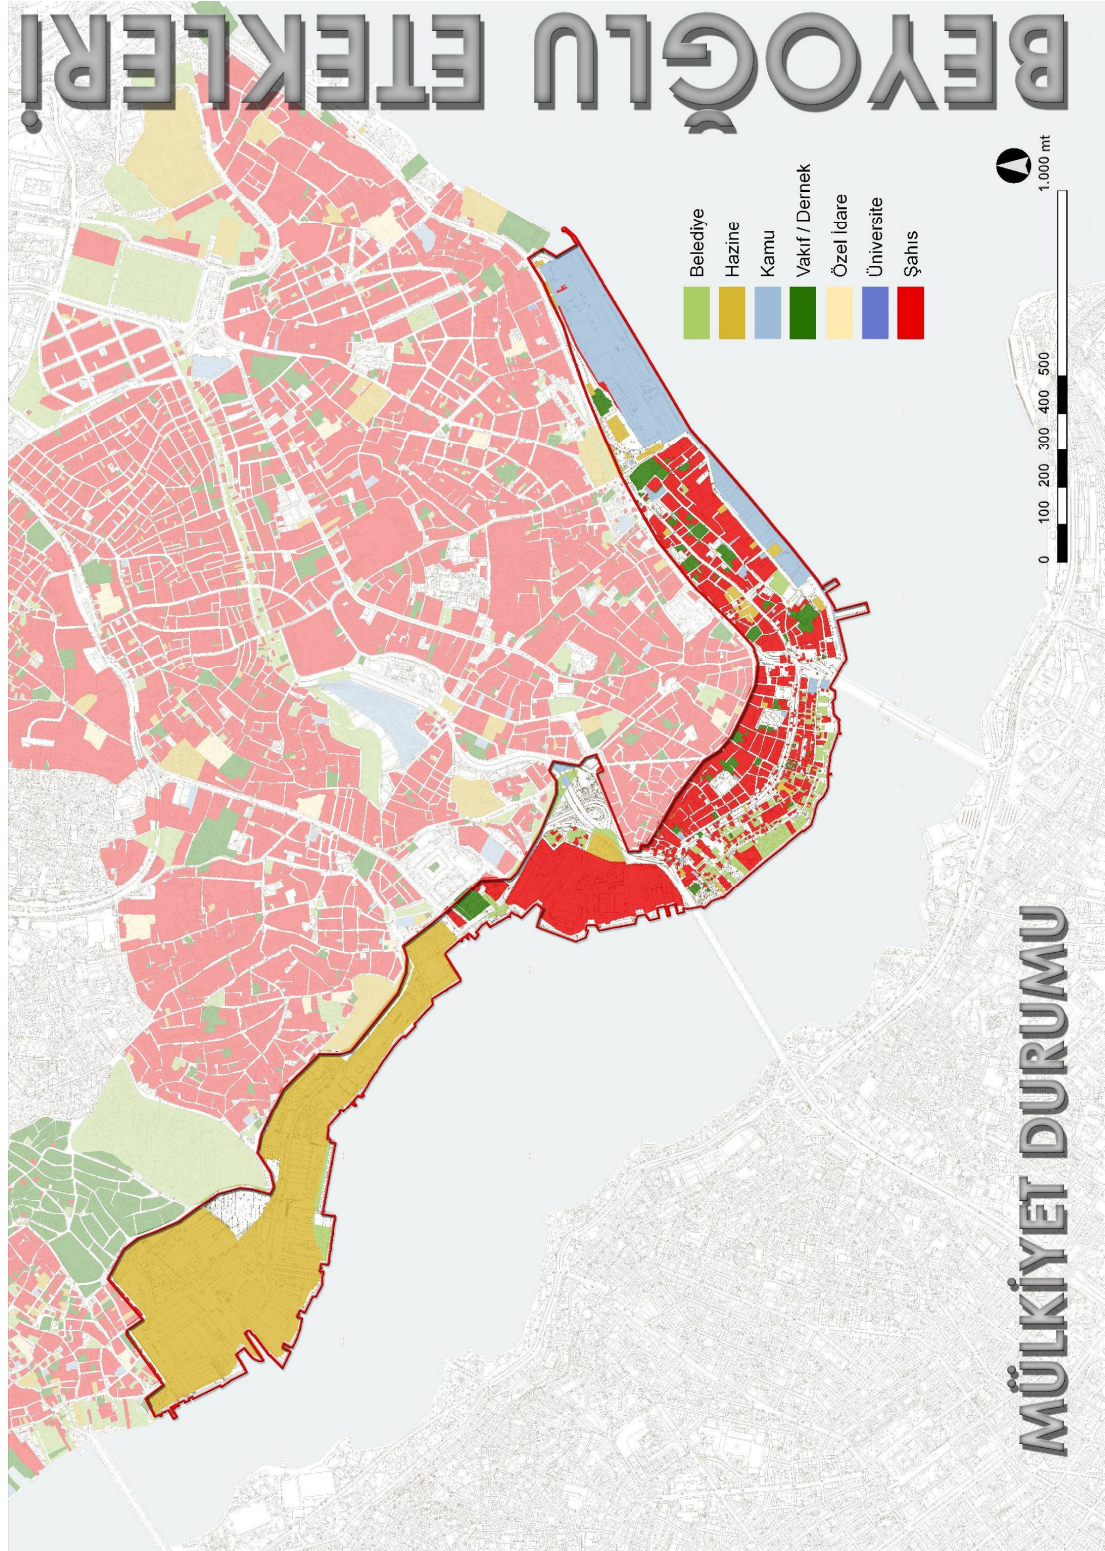 BEYOĞLU ETEKLERİ
Belediye
Hazine
Kamu
Vakıf / Dernek
Özel İdare
Üniversite
Şahıs
0 100 200 300 400 500 1.000 mt
MÜLKİYET DURUMU